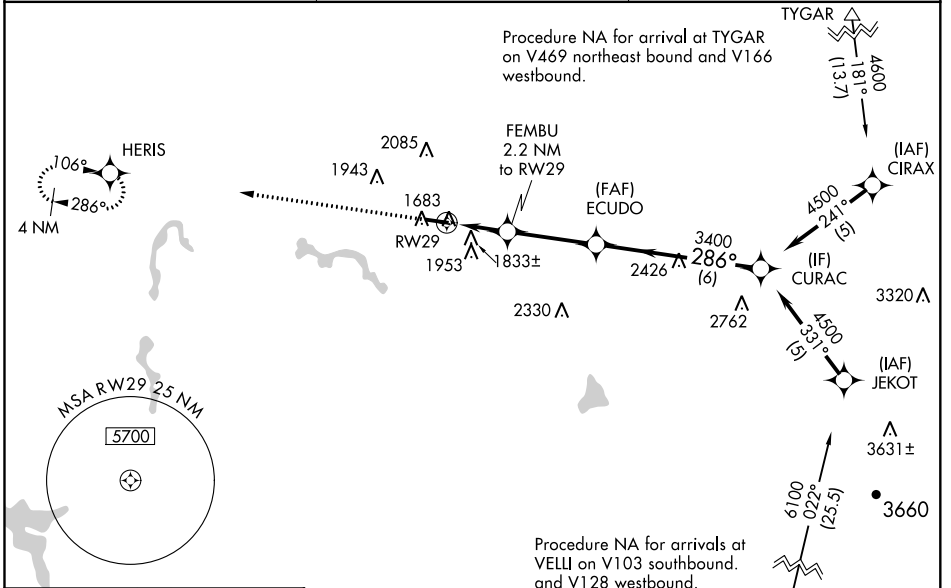 TYGAR
Procedure NA for arrival at TYGAR
on V469 northeast bound and V166
westbound.
4600
181°
(13.7)
HERIS
106°
286°
4 NM
2085
1943
FEMBU
2.2 NM
to RW29
(FAF)
ECUDO
(IAF)
CIRAX
4500
241°
(5)
1683
RW29
1953
1833±
3400
286°
(6)
2426
(IF)
CURAC
2330
2762
3320
4500
331°
(5)
(IAF)
JEKOT
MSA RW29 25 NM
5700
3631±
3660
6100
022°
(25.5)
Procedure NA for arrivals at
VELLI on V103 southbound.
and V128 westbound.